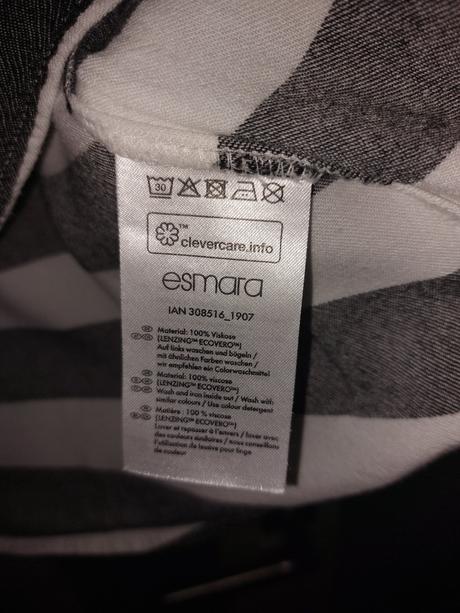 30
clevercare.info
esmara
IAN 308516_1907
Material: 100% Viskose
(LENZING™ ECOVERO™)
Auf links waschen und bügeln /
mit ähnlichen Farben waschen /
wir empfehlen ein Colorwaschmittel
Material: 100% viscose
(LENZING™ ECOVERO™)
Wash and iron inside out / Wash with
similar colours / Use colour detergent
Matière : 100 % viscose
(LENZING™ ECOVERO™)
Laver et repasser à l'envers / laver avec
des couleurs similaires / nous conseillons
l'utilisation de lessive pour linge
de couleur